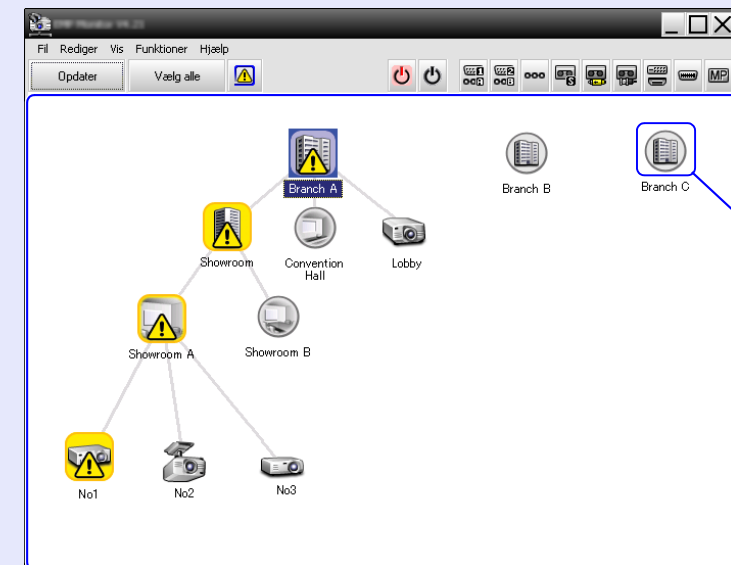 Fil Rediger Vis Funktioner Hjælp
Opdater Vælg alle
MP
Branch A
Branch B
Branch C
Showroom
Convention
Hall
Lobby
Showroom A
Showroom B
No1
No2
No3